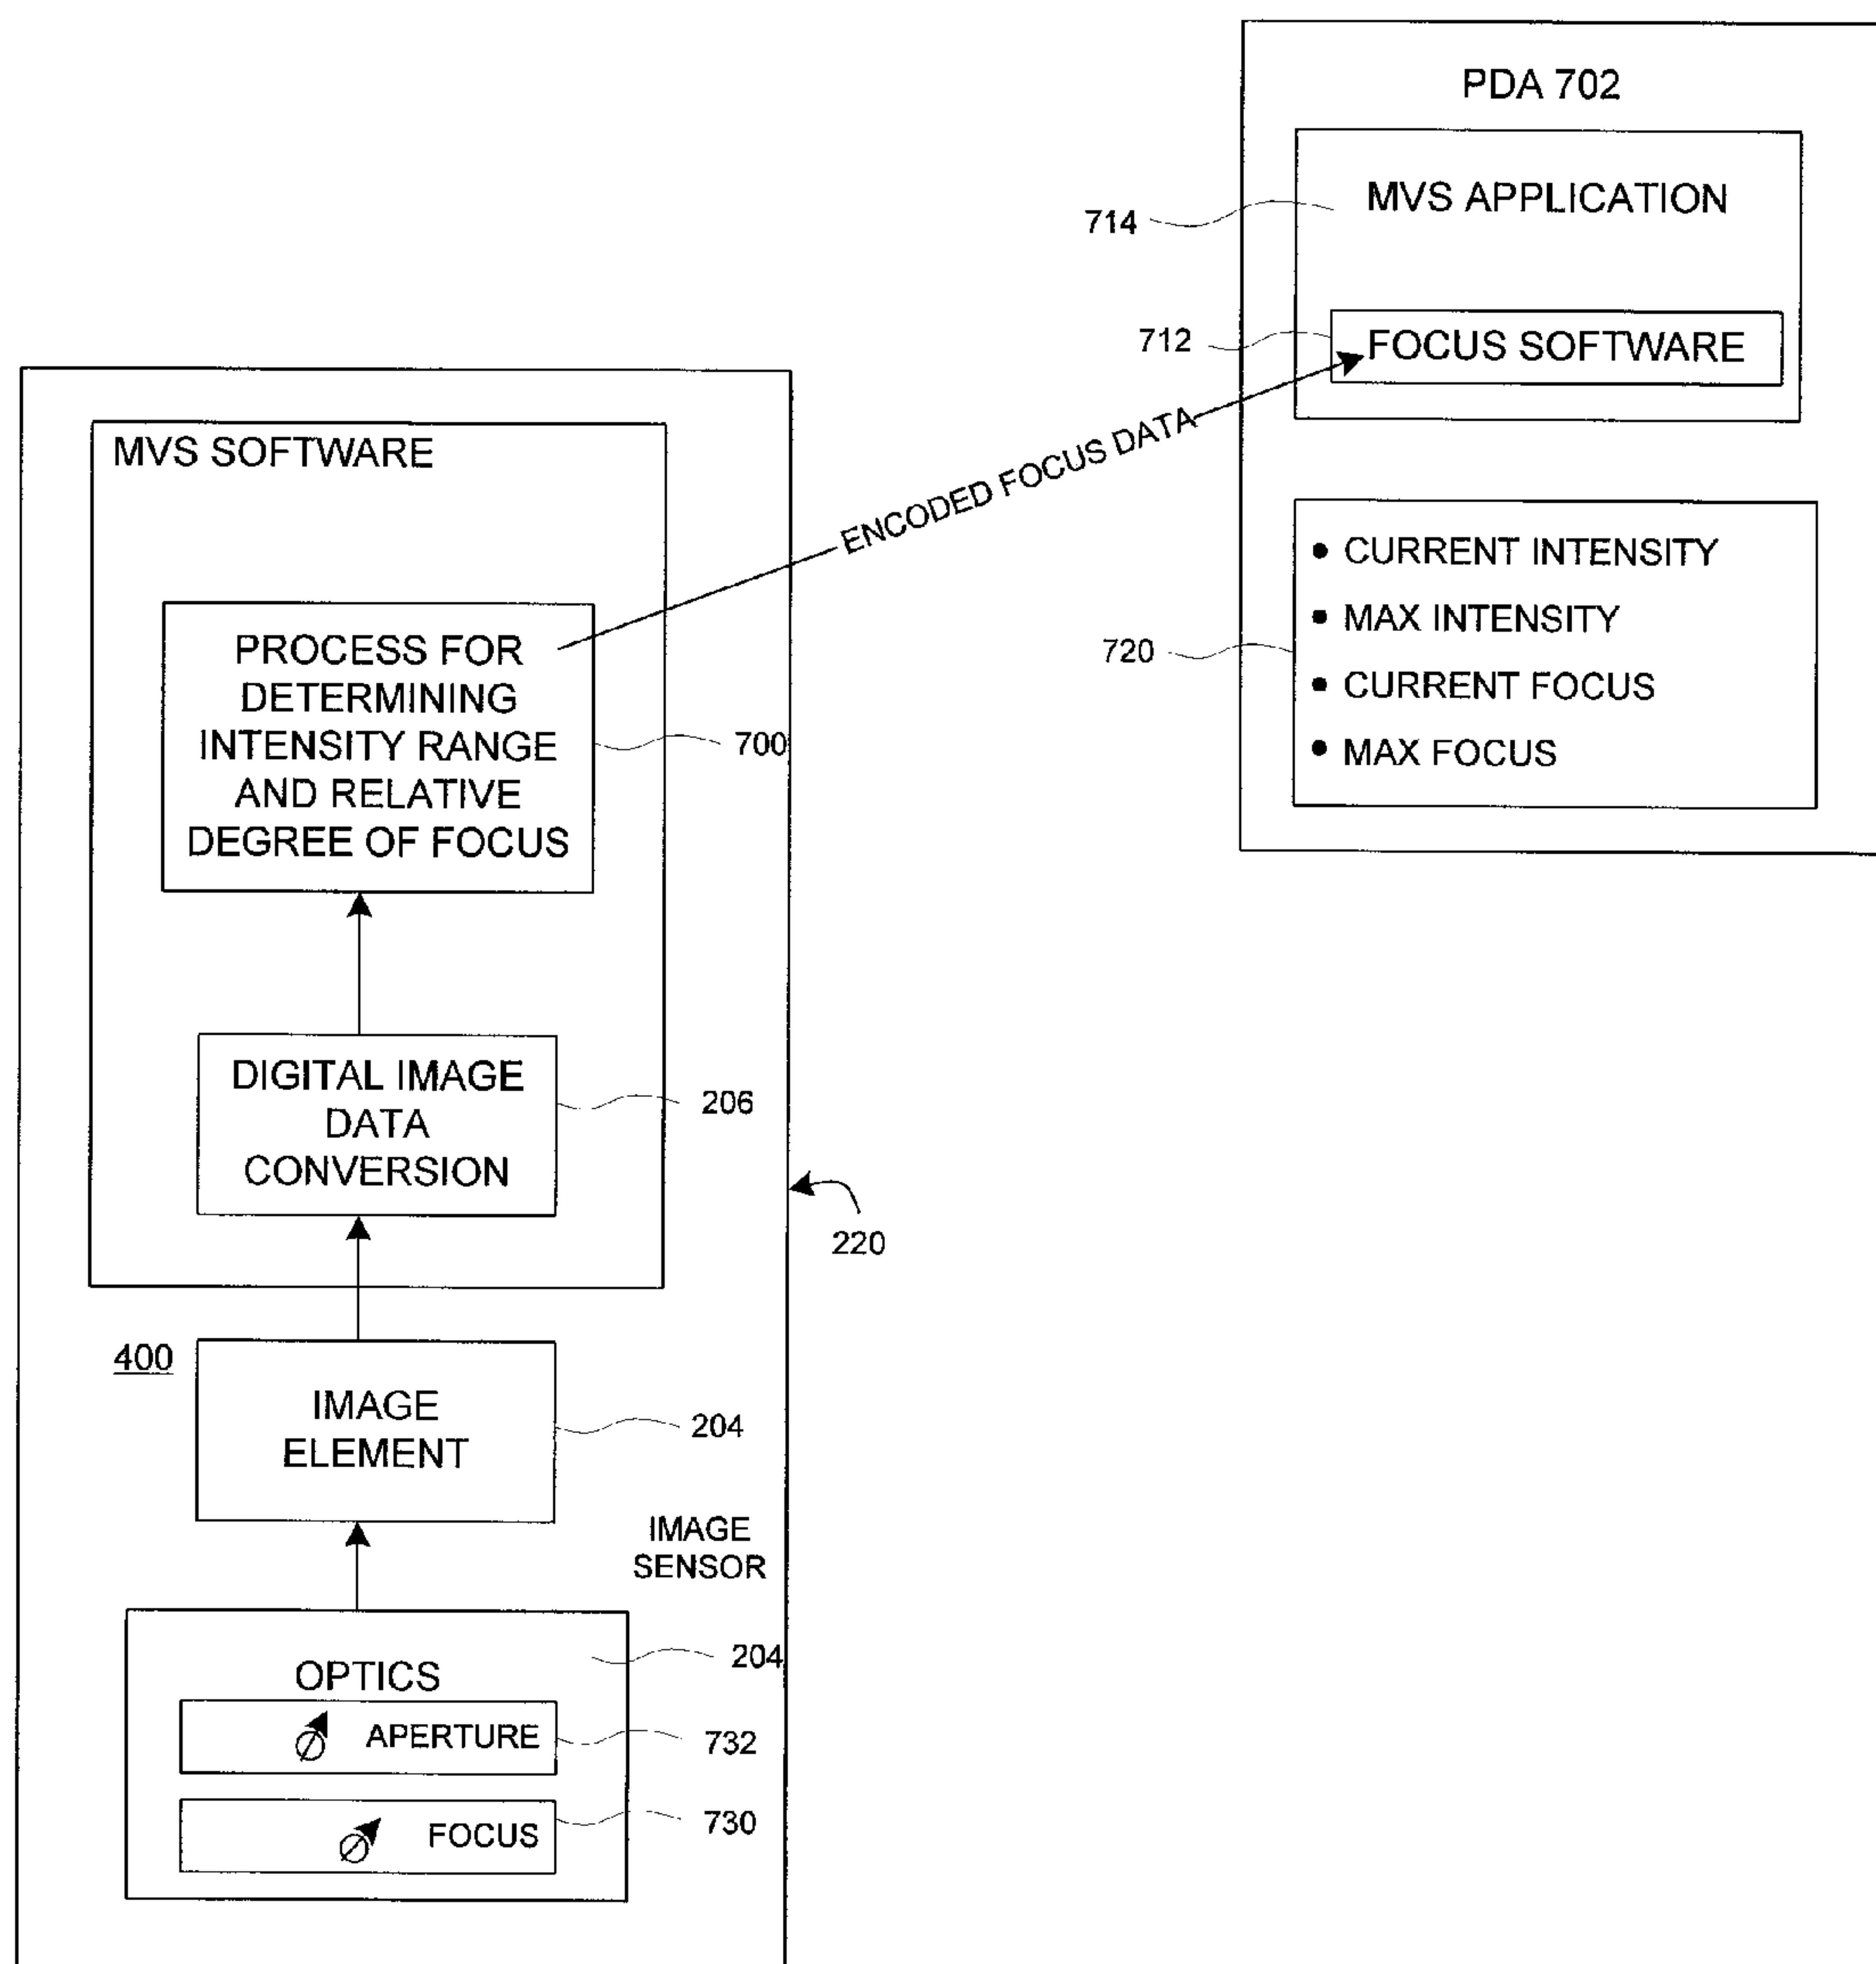 PDA 702
MVS APPLICATION
714
712
FOCUS SOFTWARE
ENCODED FOCUS DATA
• CURRENT INTENSITY
• MAX INTENSITY
• CURRENT FOCUS
• MAX FOCUS
720
MVS SOFTWARE
PROCESS FOR
DETERMINING
INTENSITY RANGE
AND RELATIVE
DEGREE OF FOCUS
700
DIGITAL IMAGE
DATA
CONVERSION
206
220
400
IMAGE
ELEMENT
204
IMAGE
SENSOR
OPTICS
204
APERTURE
732
FOCUS
730